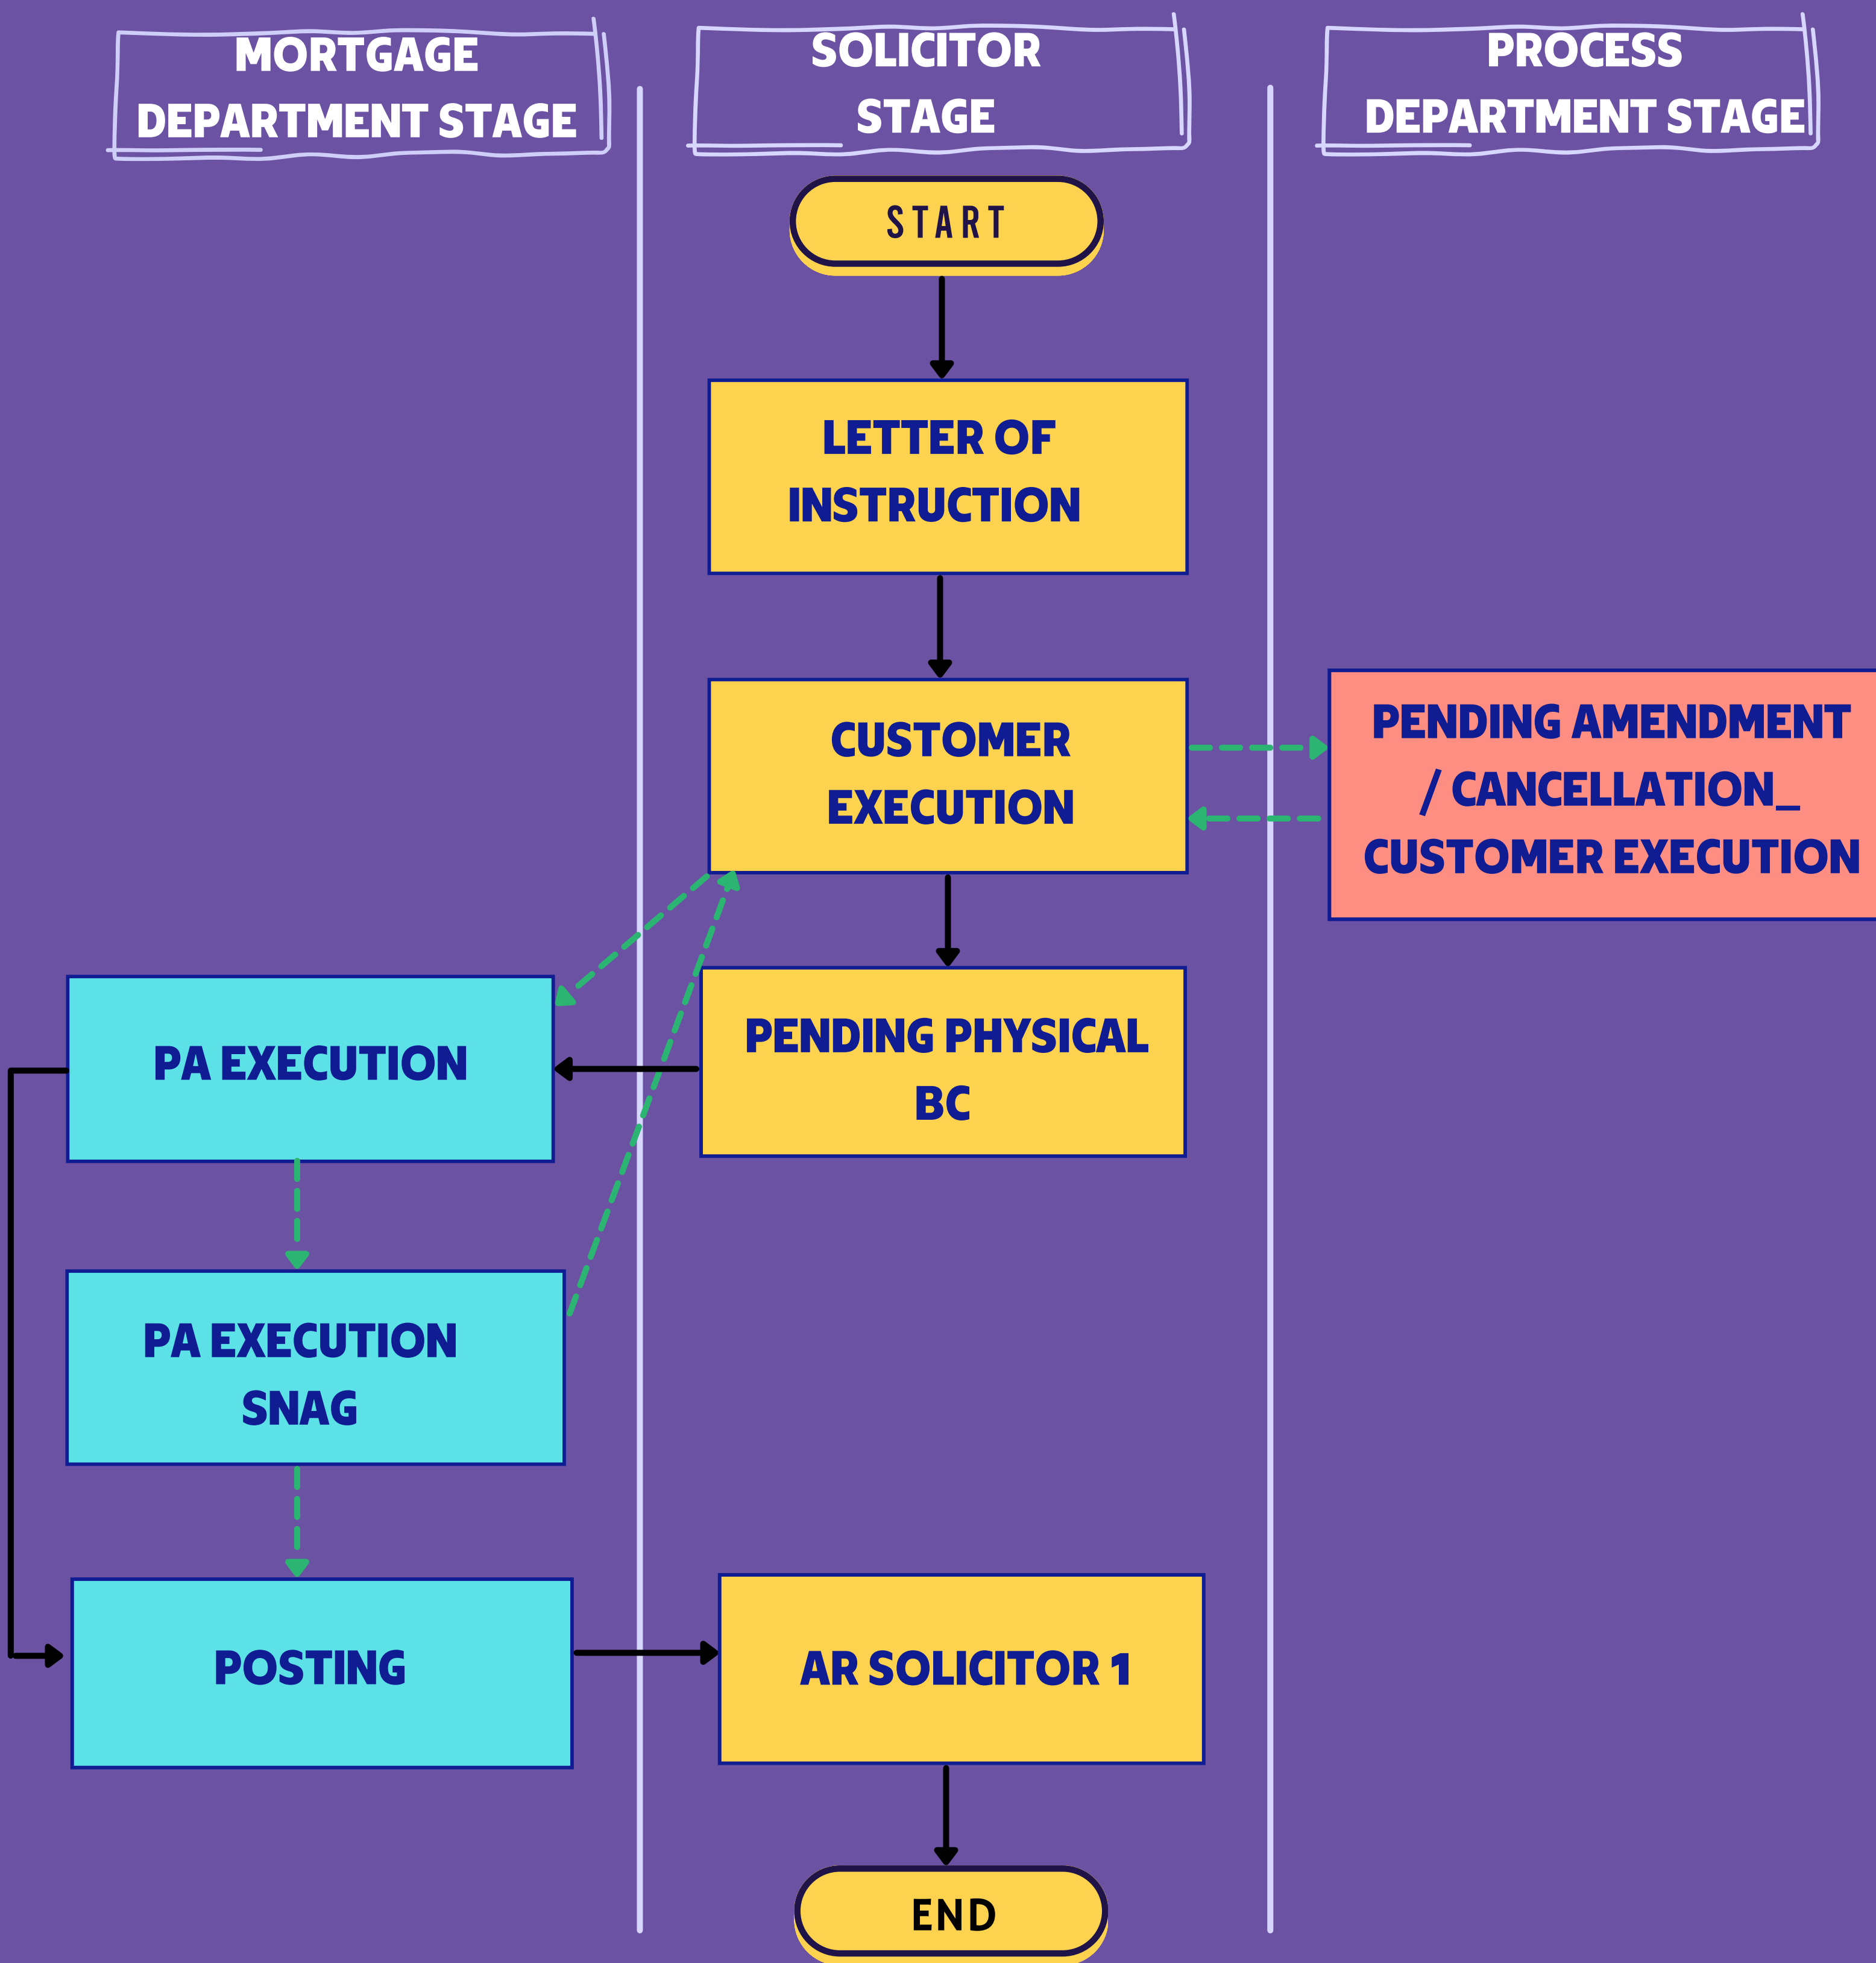 MORTGAGE
DEPARTMENT STAGE
SOLICITOR
STAGE
PROCESS
DEPARTMENT STAGE
START
LETTER OF
INSTRUCTION
CUSTOMER
EXECUTION
PENDING AMENDMENT
/ CANCELLATION_
CUSTOMER EXECUTION
PA EXECUTION
PENDING PHYSICAL
BC
PA EXECUTION
SNAG
POSTING
AR SOLICITOR 1
END